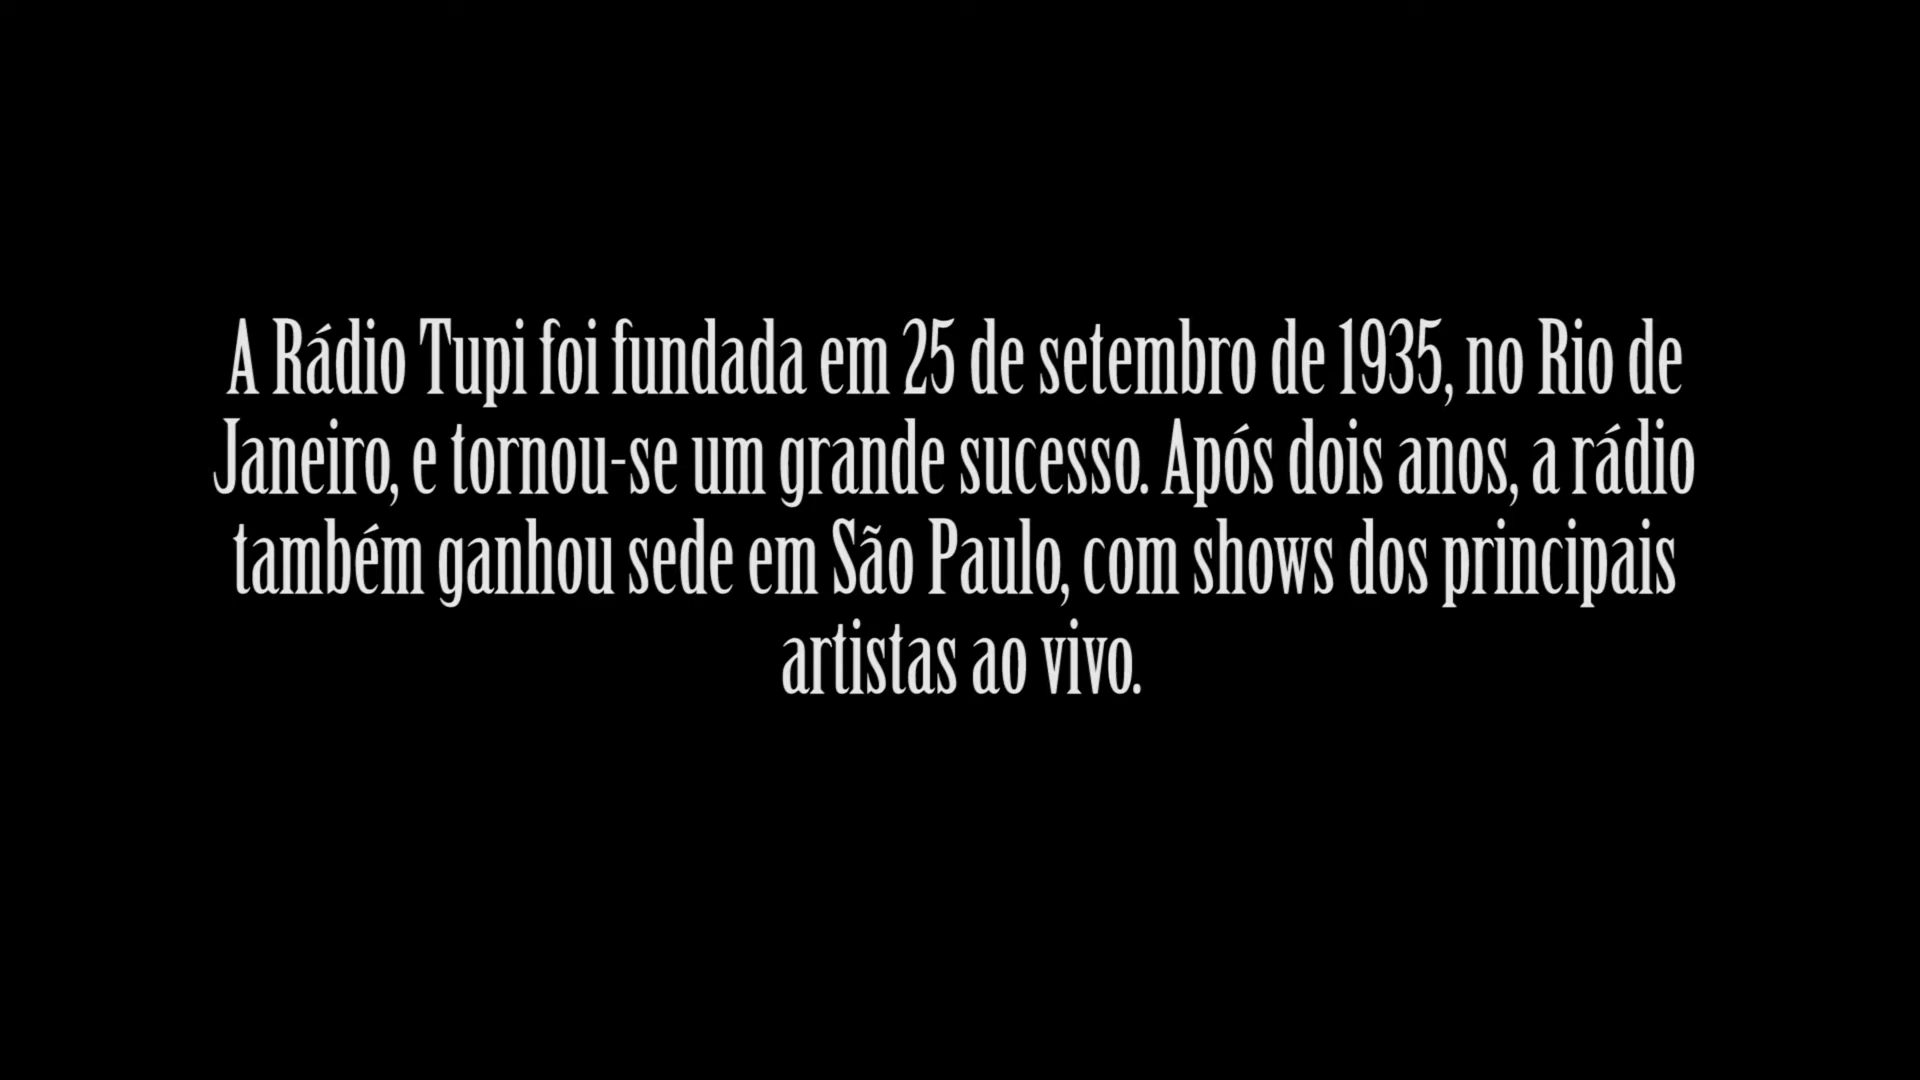 A Rádio Tupi foi fundada em 25 de setembro de 1935, no Rio de
Janeiro, e tornou-se um grande sucesso. Após dois anos, a rádio
também ganhou sede em São Paulo, com shows dos principais
artistas ao vivo.